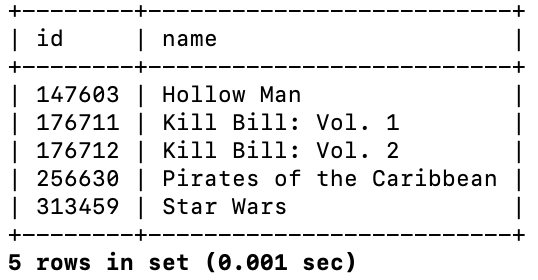 +--------+---------------------------+
| id     | name                      |
+--------+---------------------------+
| 147603 | Hollow Man                |
| 176711 | Kill Bill: Vol. 1         |
| 176712 | Kill Bill: Vol. 2         |
| 256630 | Pirates of the Caribbean  |
| 313459 | Star Wars                 |
+--------+---------------------------+
5 rows in set (0.001 sec)